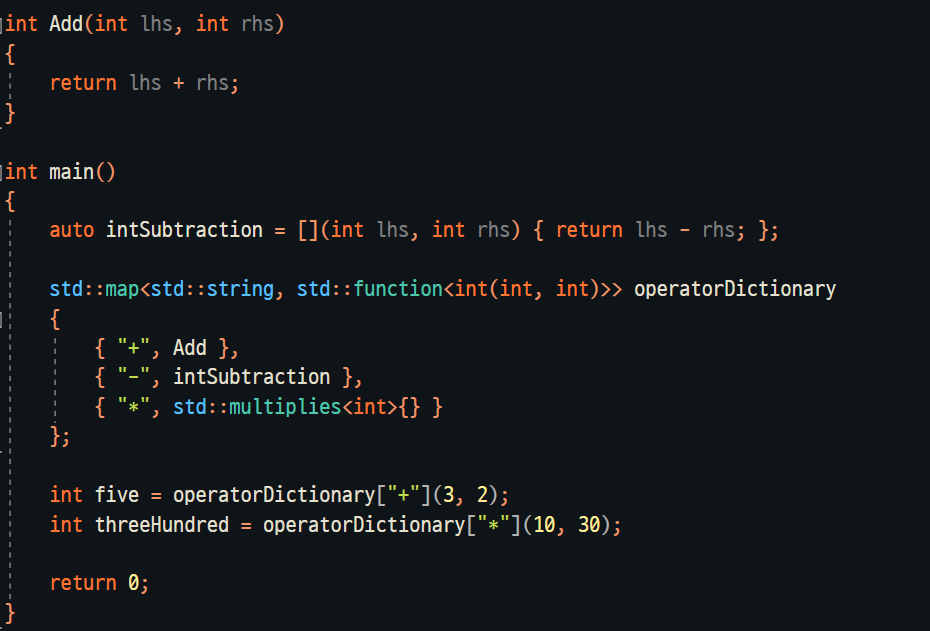 int Add(int lhs, int rhs)
{
    return lhs + rhs;
}

int main()
{
    auto intSubtraction = [](int lhs, int rhs) { return lhs - rhs; };

    std::map<std::string, std::function<int(int, int)>> operatorDictionary
    {
        { "+", Add },
        { "-", intSubtraction },
        { "*", std::multiplies<int>{} }
    };

    int five = operatorDictionary["+"](3, 2);
    int threeHundred = operatorDictionary["*"](10, 30);

    return 0;
}